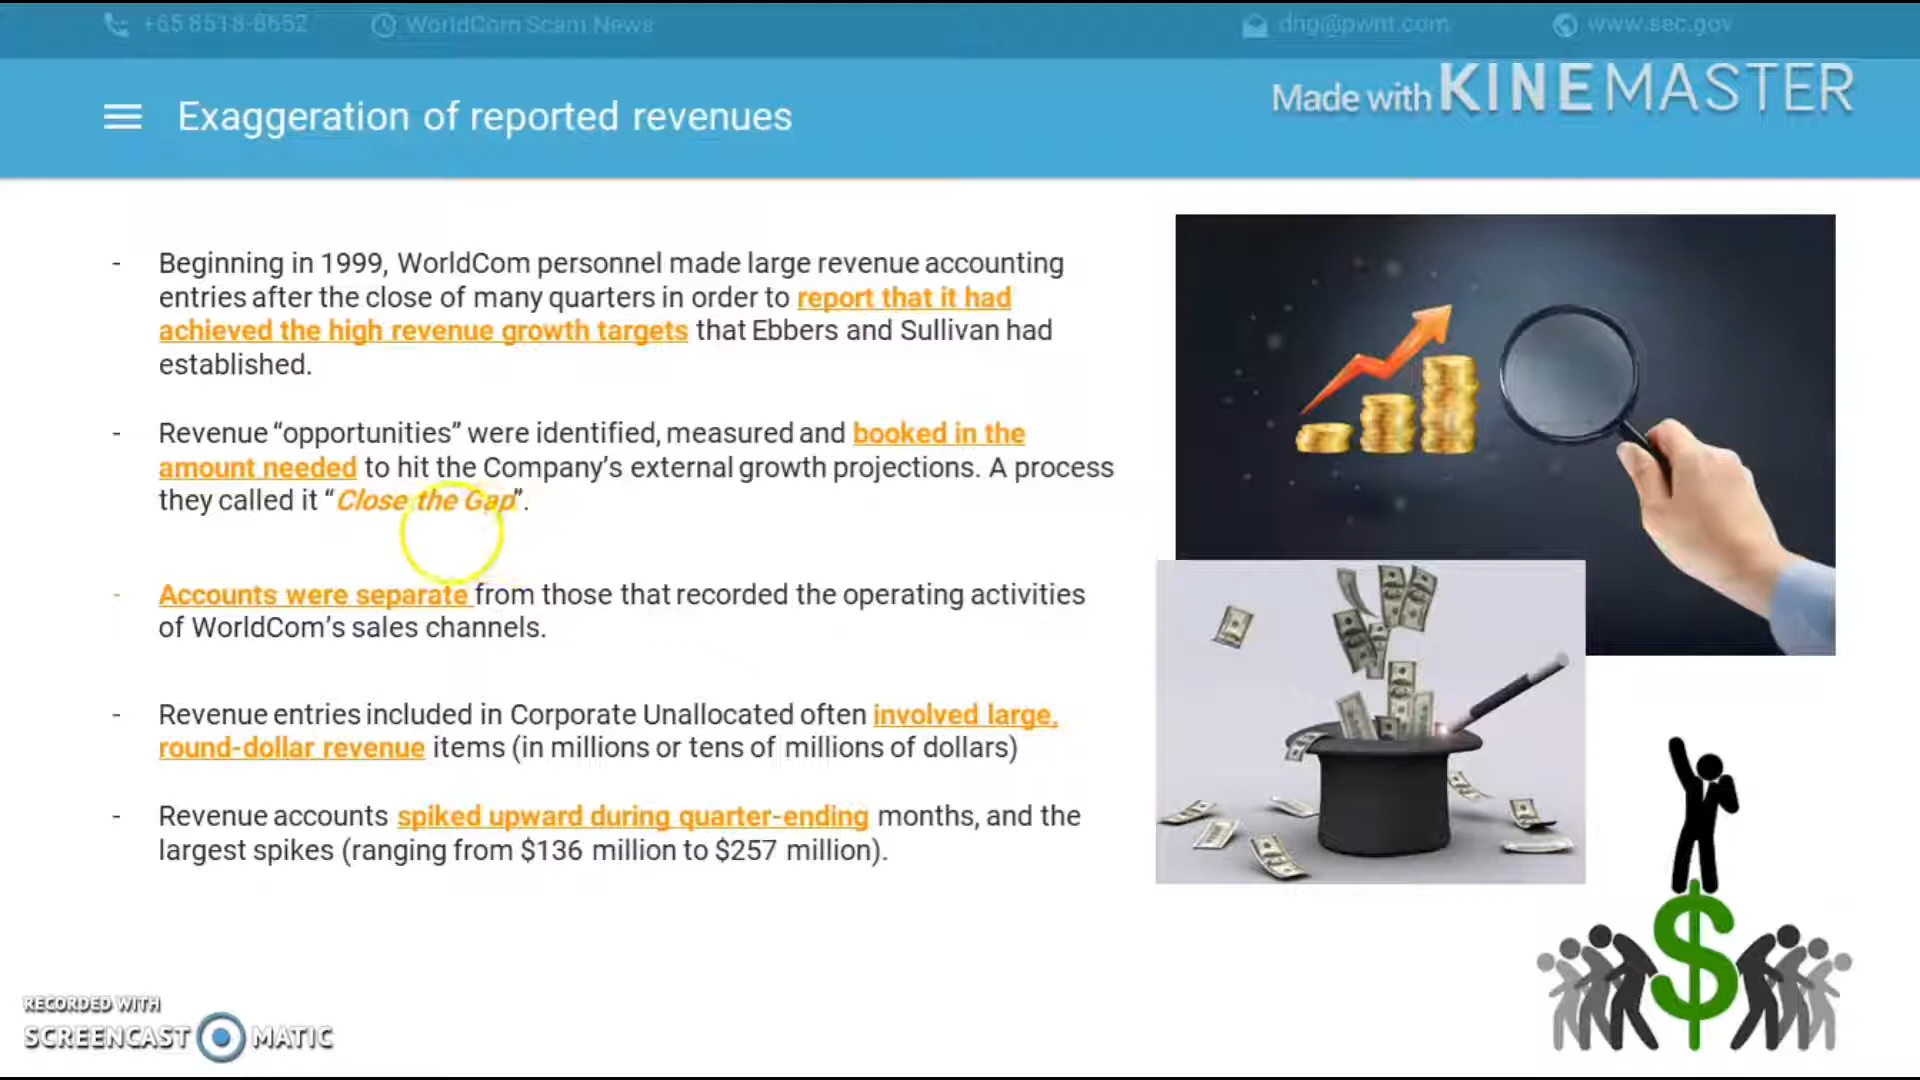 +65 8518-8652
WorldCom Scam News
dng@pwnt.com
www.sec.gov
Exaggeration of reported revenues
Made with KINEMASTER
- Beginning in 1999, WorldCom personnel made large revenue accounting
entries after the close of many quarters in order to report that it had
achieved the high revenue growth targets that Ebbers and Sullivan had
established.
- Revenue “opportunities” were identified, measured and booked in the
amount needed to hit the Company’s external growth projections. A process
they called it “Close the Gap”.
- Accounts were separate from those that recorded the operating activities
of WorldCom’s sales channels.
- Revenue entries included in Corporate Unallocated often involved large,
round-dollar revenue items (in millions or tens of millions of dollars)
- Revenue accounts spiked upward during quarter-ending months, and the
largest spikes (ranging from $136 million to $257 million).
$
RECORDED WITH
SCREENCAST MATIC